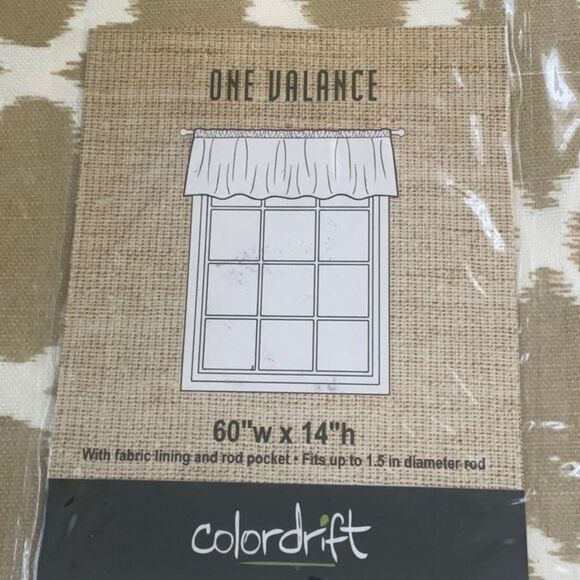 ONE VALANCE
60"w x 14"h
With fabric lining and rod pocket • Fits up to 1.5 in diameter rod
colordrift